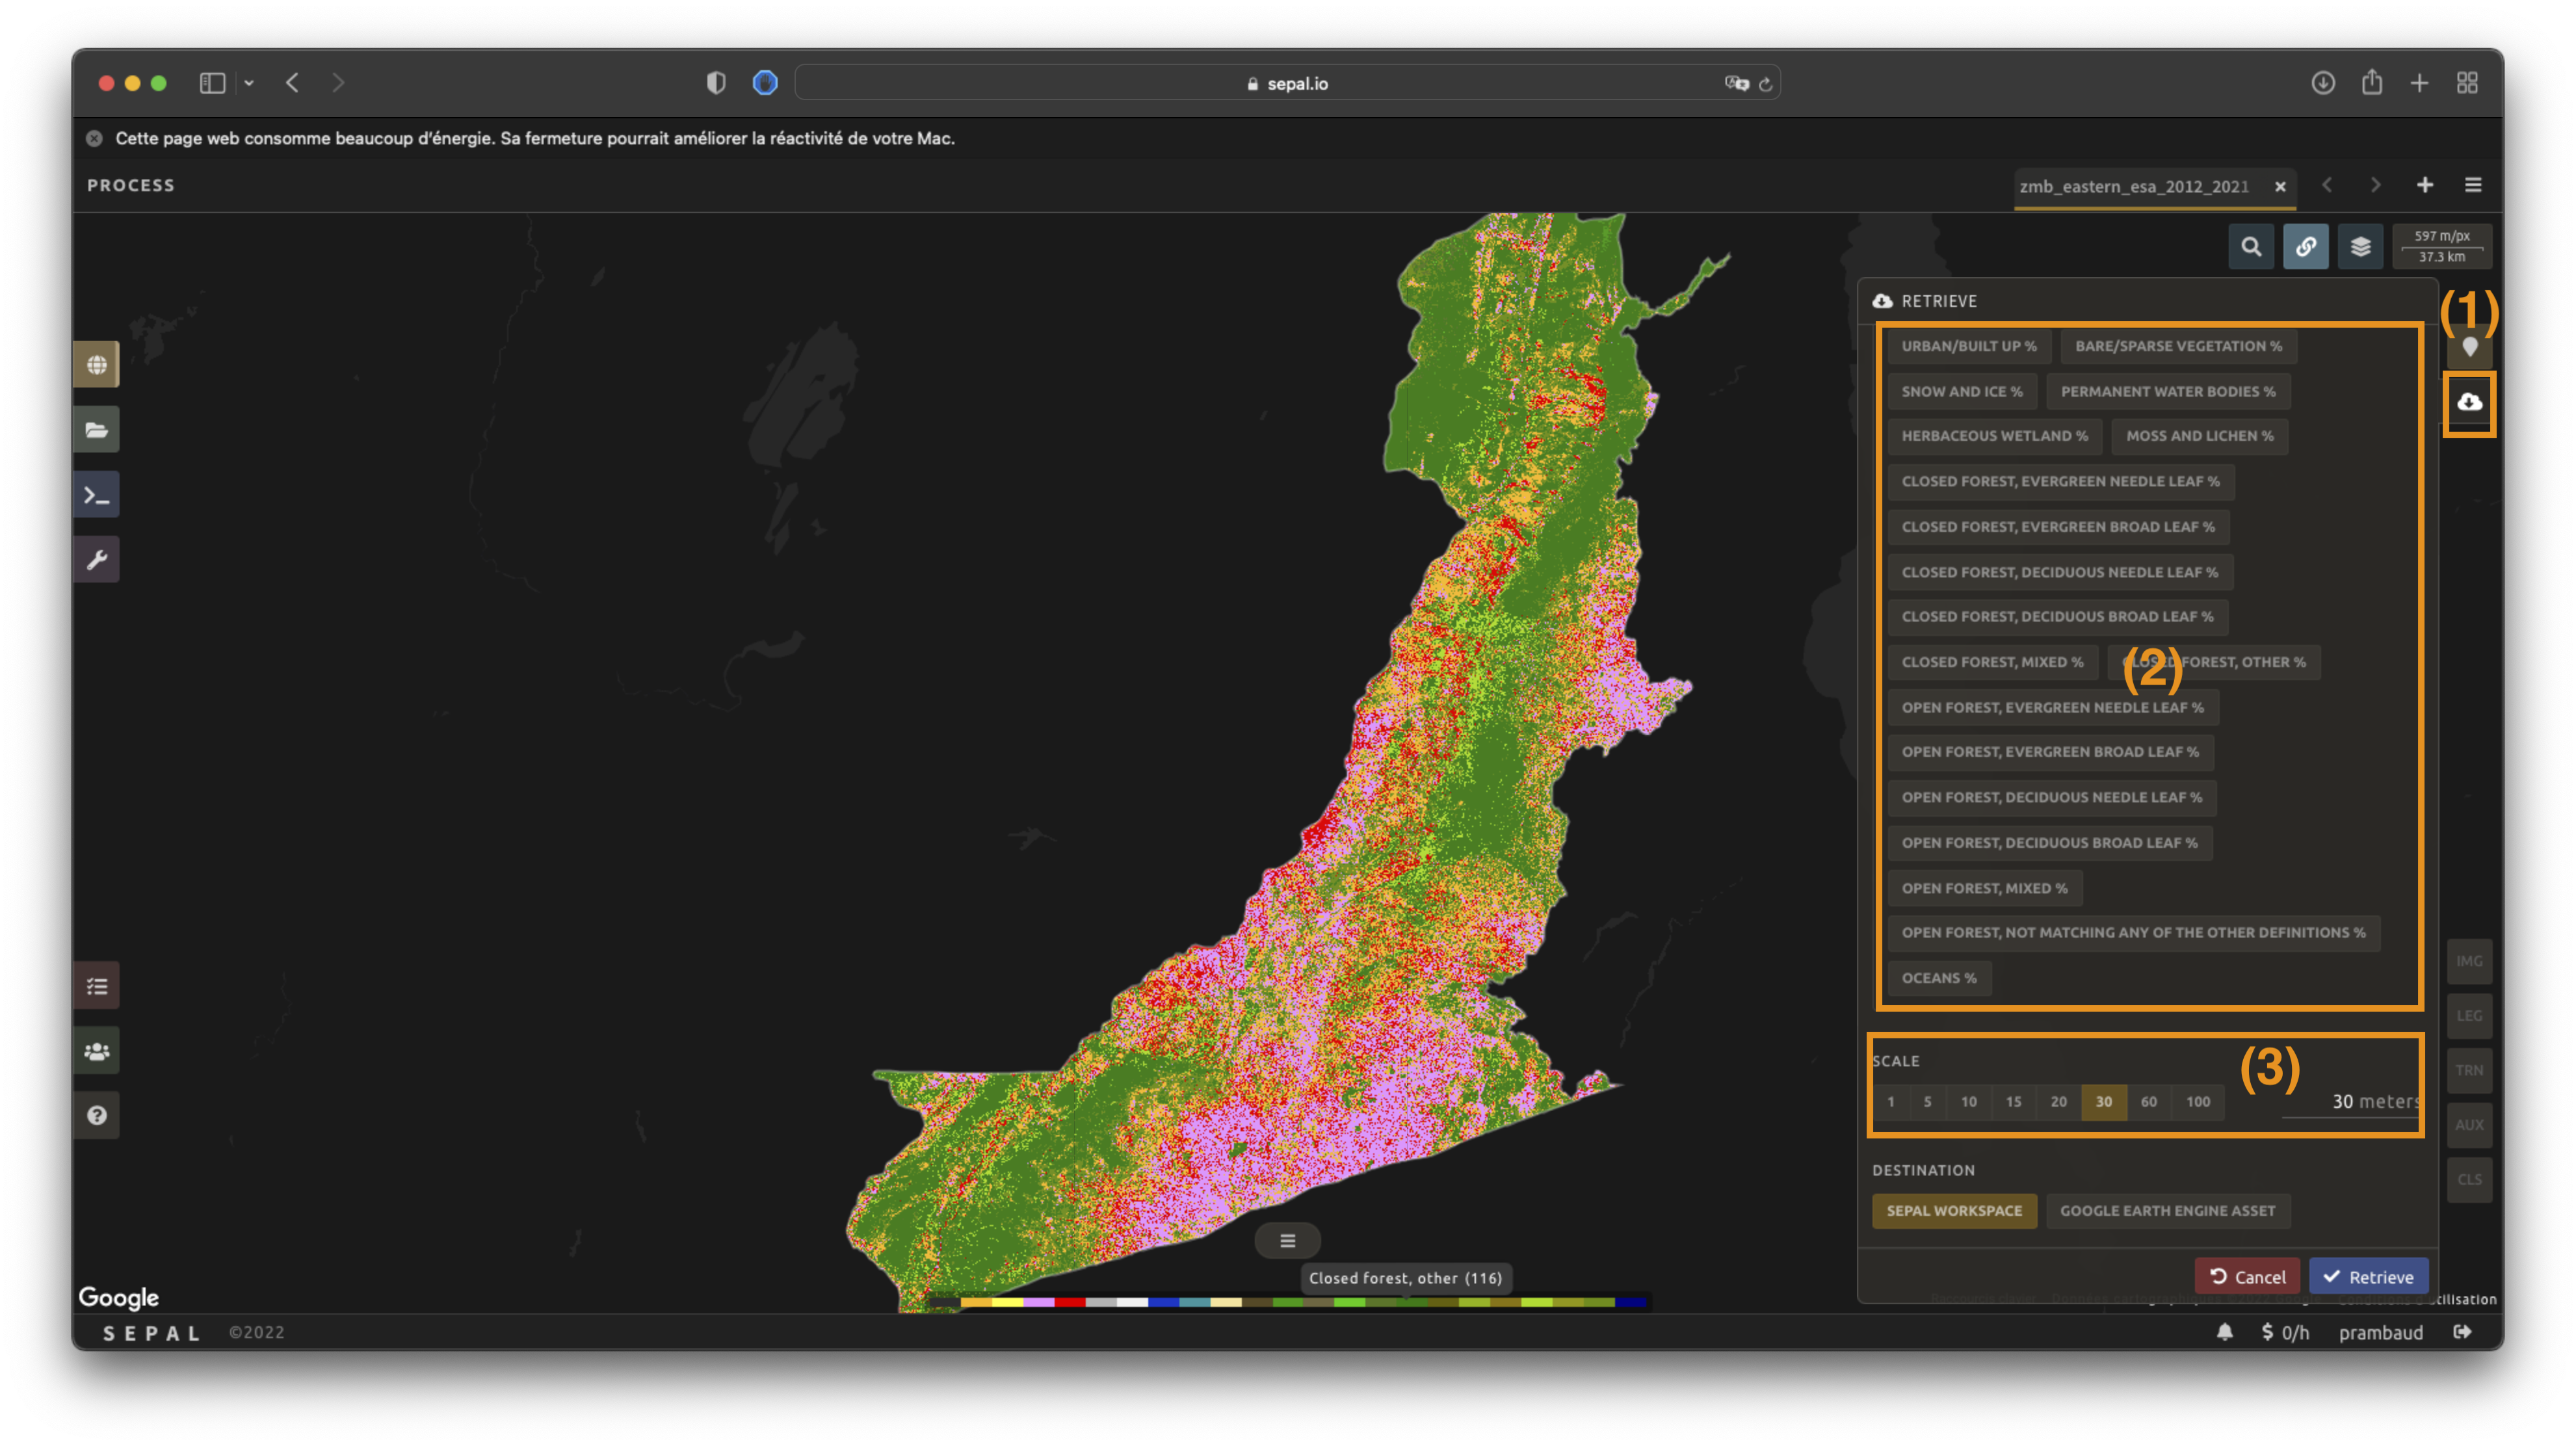 sepal.io
Cette page web consomme beaucoup d'énergie. Sa fermeture pourrait améliorer la réactivité de votre Mac.
PROCESS
zmb_eastern_esa_2012_2021
597 m/px
37.3 km
RETRIEVE
(1)
URBAN/BUILT UP %
BARE/SPARSE VEGETATION %
SNOW AND ICE %
PERMANENT WATER BODIES %
HERBACEOUS WETLAND %
MOSS AND LICHEN %
CLOSED FOREST, EVERGREEN NEEDLE LEAF %
CLOSED FOREST, EVERGREEN BROAD LEAF %
CLOSED FOREST, DECIDUOUS NEEDLE LEAF %
CLOSED FOREST, DECIDUOUS BROAD LEAF %
CLOSED FOREST, MIXED %
CLOSED FOREST, OTHER %
(2)
OPEN FOREST, EVERGREEN NEEDLE LEAF %
OPEN FOREST, EVERGREEN BROAD LEAF %
OPEN FOREST, DECIDUOUS NEEDLE LEAF %
OPEN FOREST, DECIDUOUS BROAD LEAF %
OPEN FOREST, MIXED %
OPEN FOREST, NOT MATCHING ANY OF THE OTHER DEFINITIONS %
OCEANS %
IMG
LEG
TRN
AUX
CLS
SCALE
(3)
1 5 10 15 20 30 60 100
30 meters
DESTINATION
SEPAL WORKSPACE
GOOGLE EARTH ENGINE ASSET
Cancel
Retrieve
Closed forest, other (116)
Google
SEPAL ©2022
$ 0/h
prambaud